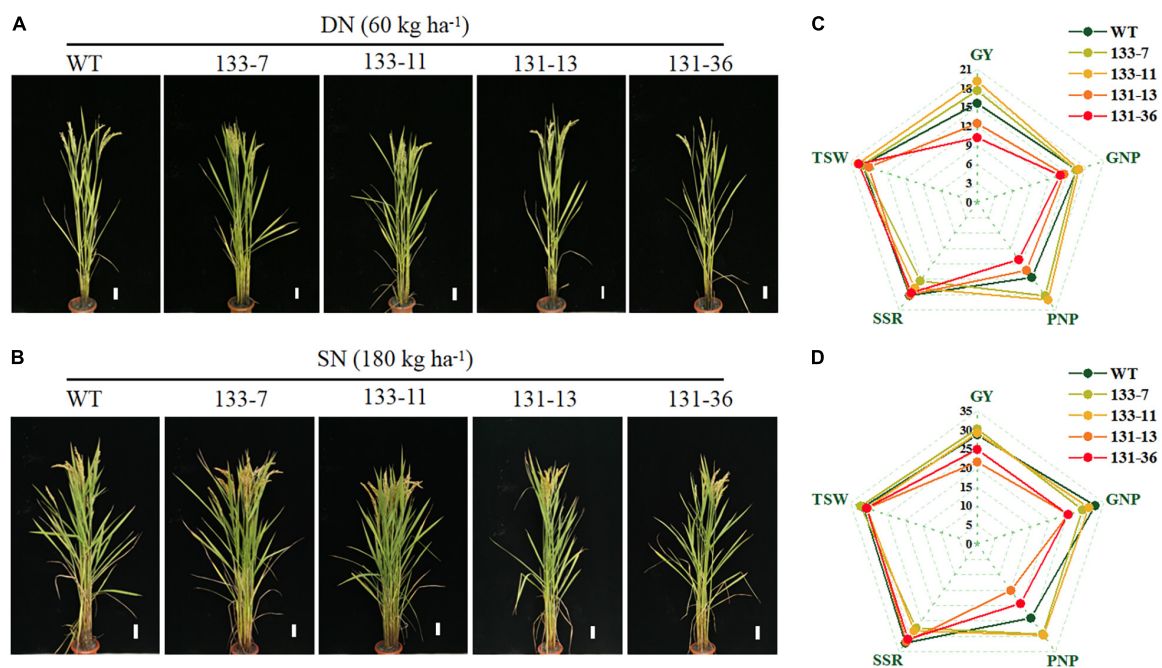 A
DN (60 kg ha-1)
WT 133-7 133-11 131-13 131-36
B
SN (180 kg ha-1)
WT 133-7 133-11 131-13 131-36
C
WT
133-7
133-11
131-13
131-36
GY
21
18
15
12
9
6
3
0
TSW
GNP
SSR
PNP
D
WT
133-7
133-11
131-13
131-36
GY
35
30
25
20
15
10
5
0
TSW
GNP
SSR
PNP